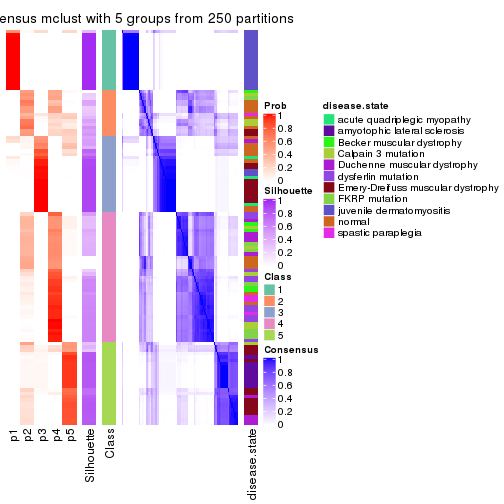 ensus mclust with 5 groups from 250 partitions
Prob
1
0.8
0.6
0.4
0.2
0
Silhouette
1
0.8
0.6
0.4
0.2
0
Class
1
2
3
4
5
Consensus
1
0.8
0.6
0.4
0.2
0
disease.state
acute quadriplegic myopathy
amyotophic lateral sclerosis
Becker muscular dystrophy
Calpain 3 mutation
Duchenne muscular dystrophy
dysferlin mutation
Emery-Dreifuss muscular dystrophy
FKRP mutation
juvenile dermatomyositis
normal
spastic paraplegia
p1
p2
p3
p4
p5
Silhouette
Class
disease.state